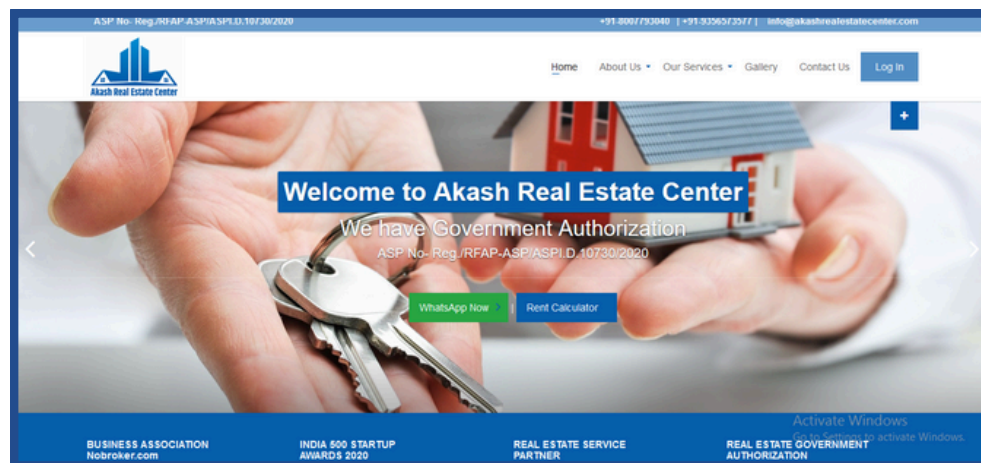 ASP No- Reg./RFAP-ASP/ASPI.D.10730/2020
+91-8007793040 | +91-9356573577 | info@akashrealestatecenter.com
Akash Real Estate Center
Home About Us Our Services Gallery Contact Us Log In
+
Welcome to Akash Real Estate Center
We have Government Authorization
ASP No- Reg./RFAP-ASP/ASPI.D.10730/2020
WhatsApp Now > | Rent Calculator
Activate Windows
Go to Settings to activate Windows.
BUSINESS ASSOCIATION
Nobroker.com
INDIA 500 STARTUP
AWARDS 2020
REAL ESTATE SERVICE
PARTNER
REAL ESTATE GOVERNMENT
AUTHORIZATION